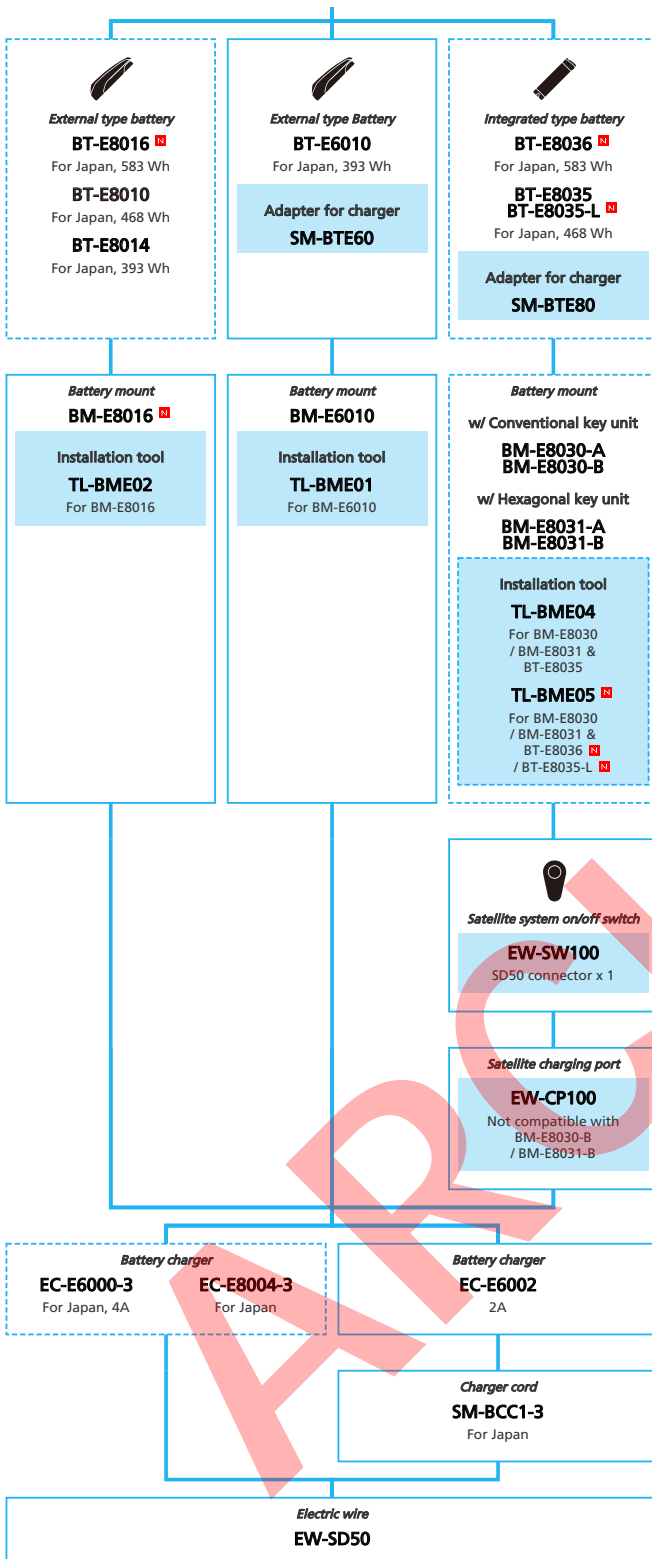 External type battery
BT-E8016 N
For Japan, 583 Wh
BT-E8010
For Japan, 468 Wh
BT-E8014
For Japan, 393 Wh
External type Battery
BT-E6010
For Japan, 393 Wh
Adapter for charger
SM-BTE60
Integrated type battery
BT-E8036 N
For Japan, 583 Wh
BT-E8035
BT-E8035-L N
For Japan, 468 Wh
Adapter for charger
SM-BTE80
Battery mount
BM-E8016 N
Installation tool
TL-BME02
For BM-E8016
Battery mount
BM-E6010
Installation tool
TL-BME01
For BM-E6010
Battery mount
w/ Conventional key unit
BM-E8030-A
BM-E8030-B
w/ Hexagonal key unit
BM-E8031-A
BM-E8031-B
Installation tool
TL-BME04
For BM-E8030
/ BM-E8031 &
BT-E8035
TL-BME05 N
For BM-E8030
/ BM-E8031 &
BT-E8036 N
/ BT-E8035-L N
Satellite system on/off switch
EW-SW100
SD50 connector x 1
Satellite charging port
EW-CP100
Not compatible with
BM-E8030-B
/ BM-E8031-B
Battery charger
EC-E6000-3
For Japan, 4A
EC-E8004-3
For Japan
Battery charger
EC-E6002
2A
Charger cord
SM-BCC1-3
For Japan
Electric wire
EW-SD50
ARC